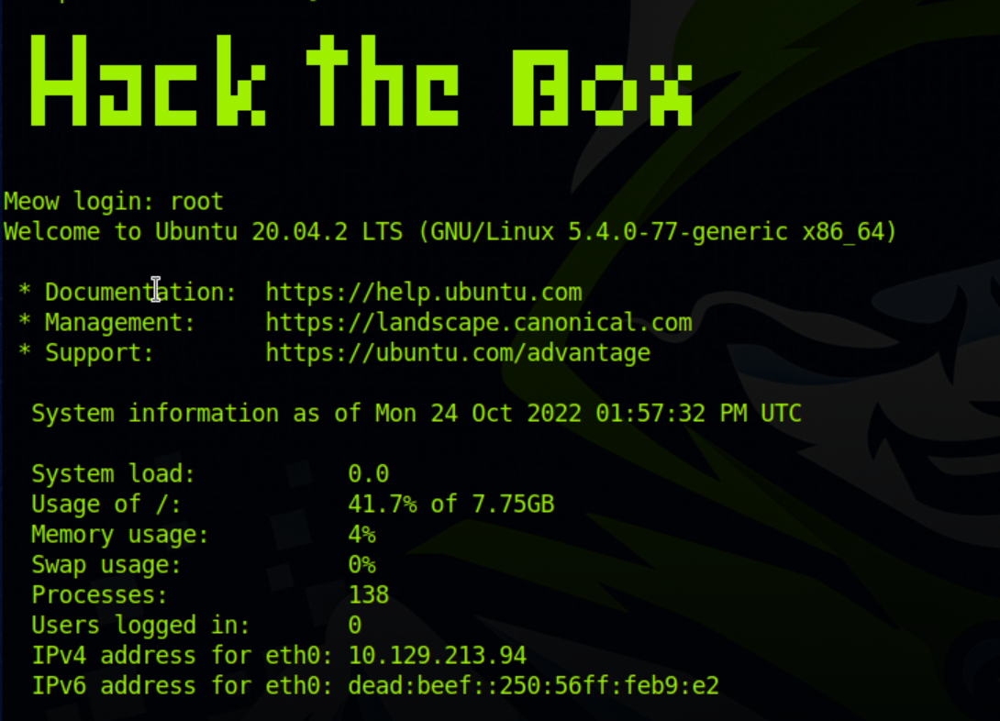 Hack the Box
Meow login: root
Welcome to Ubuntu 20.04.2 LTS (GNU/Linux 5.4.0-77-generic x86_64)
* Documentation:  https://help.ubuntu.com
* Management:     https://landscape.canonical.com
* Support:        https://ubuntu.com/advantage
System information as of Mon 24 Oct 2022 01:57:32 PM UTC
System load:           0.0
Usage of /:            41.7% of 7.75GB
Memory usage:          4%
Swap usage:            0%
Processes:             138
Users logged in:       0
IPv4 address for eth0: 10.129.213.94
IPv6 address for eth0: dead:beef::250:56ff:feb9:e2